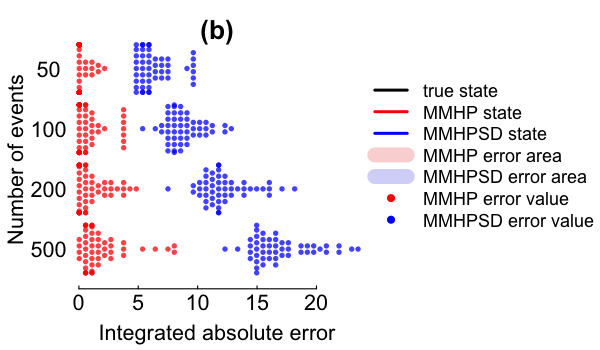 (b)
Number of events
50
100
200
500
0 5 10 15 20
Integrated absolute error
true state
MMHP state
MMHPSD state
MMHP error area
MMHPSD error area
MMHP error value
MMHPSD error value